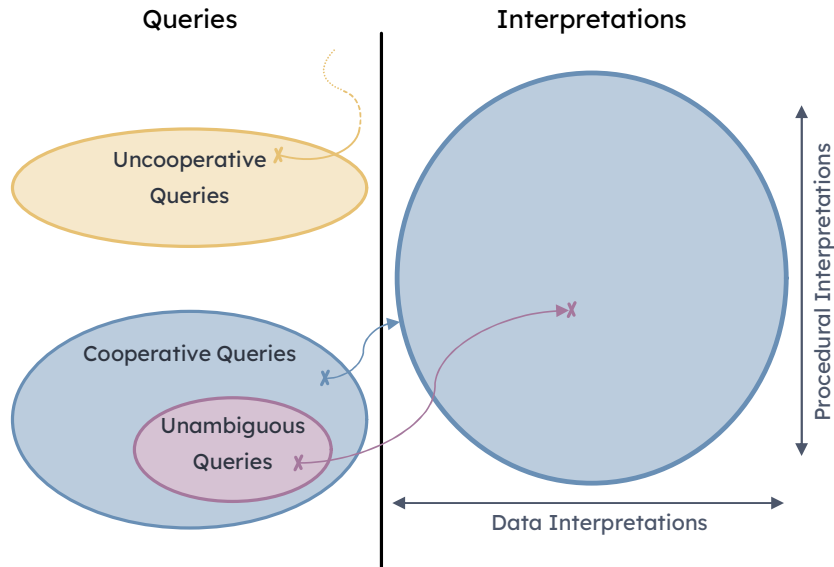 Queries
Interpretations
Uncooperative
Queries
Cooperative Queries
Unambiguous
Queries
Procedural Interpretations
Data Interpretations